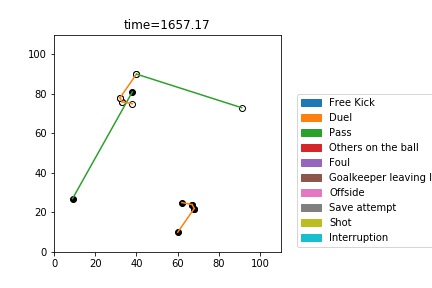 time=1657.17
100
80
60
40
20
0
0 20 40 60 80 100
Free Kick
Duel
Pass
Others on the ball
Foul
Goalkeeper leaving l
Offside
Save attempt
Shot
Interruption